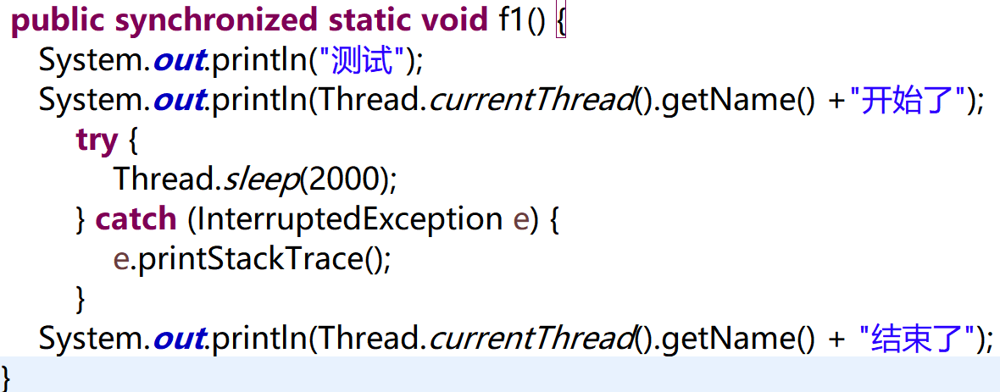 public synchronized static void f1() {
System.out.println("测试");
System.out.println(Thread.currentThread().getName() +"开始了");
try {
Thread.sleep(2000);
} catch (InterruptedException e) {
e.printStackTrace();
}
System.out.println(Thread.currentThread().getName() + "结束了");
}